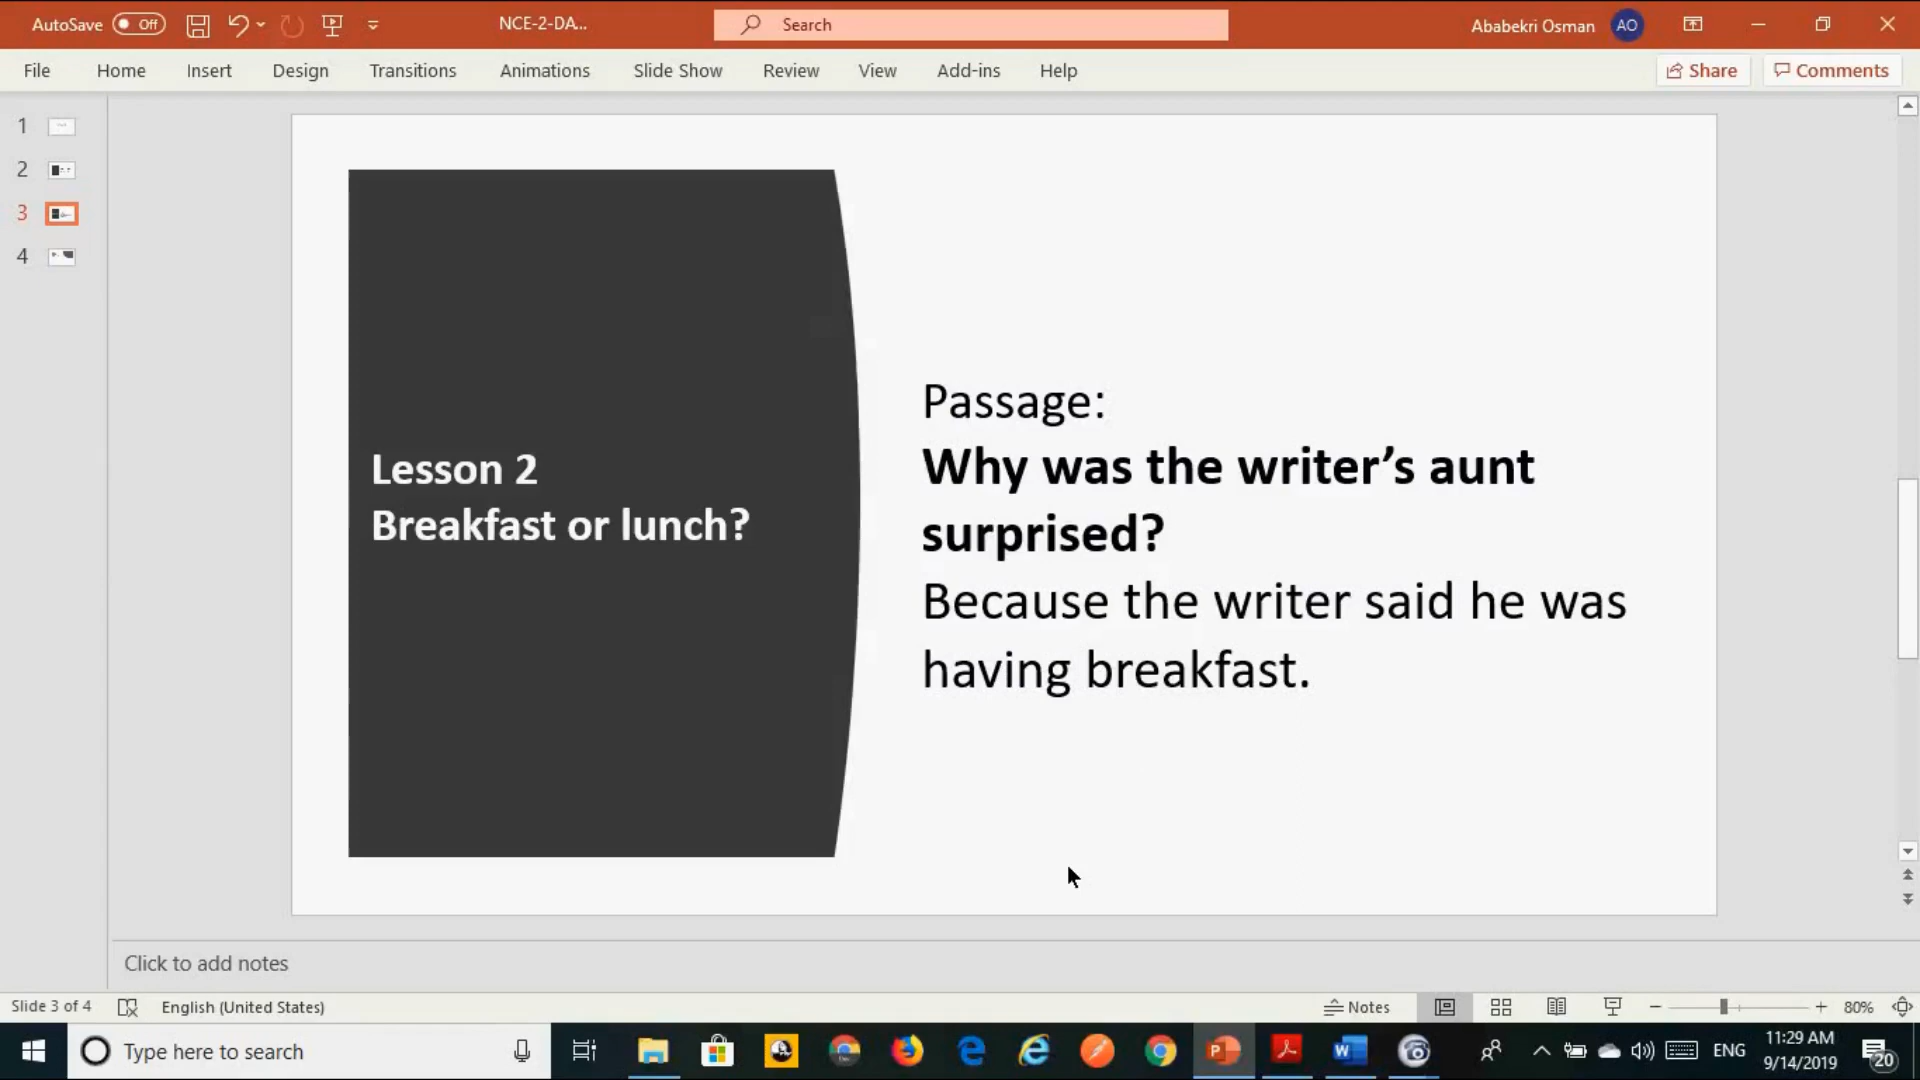 AutoSave Off NCE-2-DA... Search Ababekri Osman AO
File Home Insert Design Transitions Animations Slide Show Review View Add-ins Help Share Comments
1
2
3
4
Lesson 2
Breakfast or lunch?
Passage:
Why was the writer’s aunt
surprised?
Because the writer said he was
having breakfast.
Click to add notes
Slide 3 of 4 English (United States) Notes 80%
Type here to search ENG 11:29 AM
9/14/2019 20